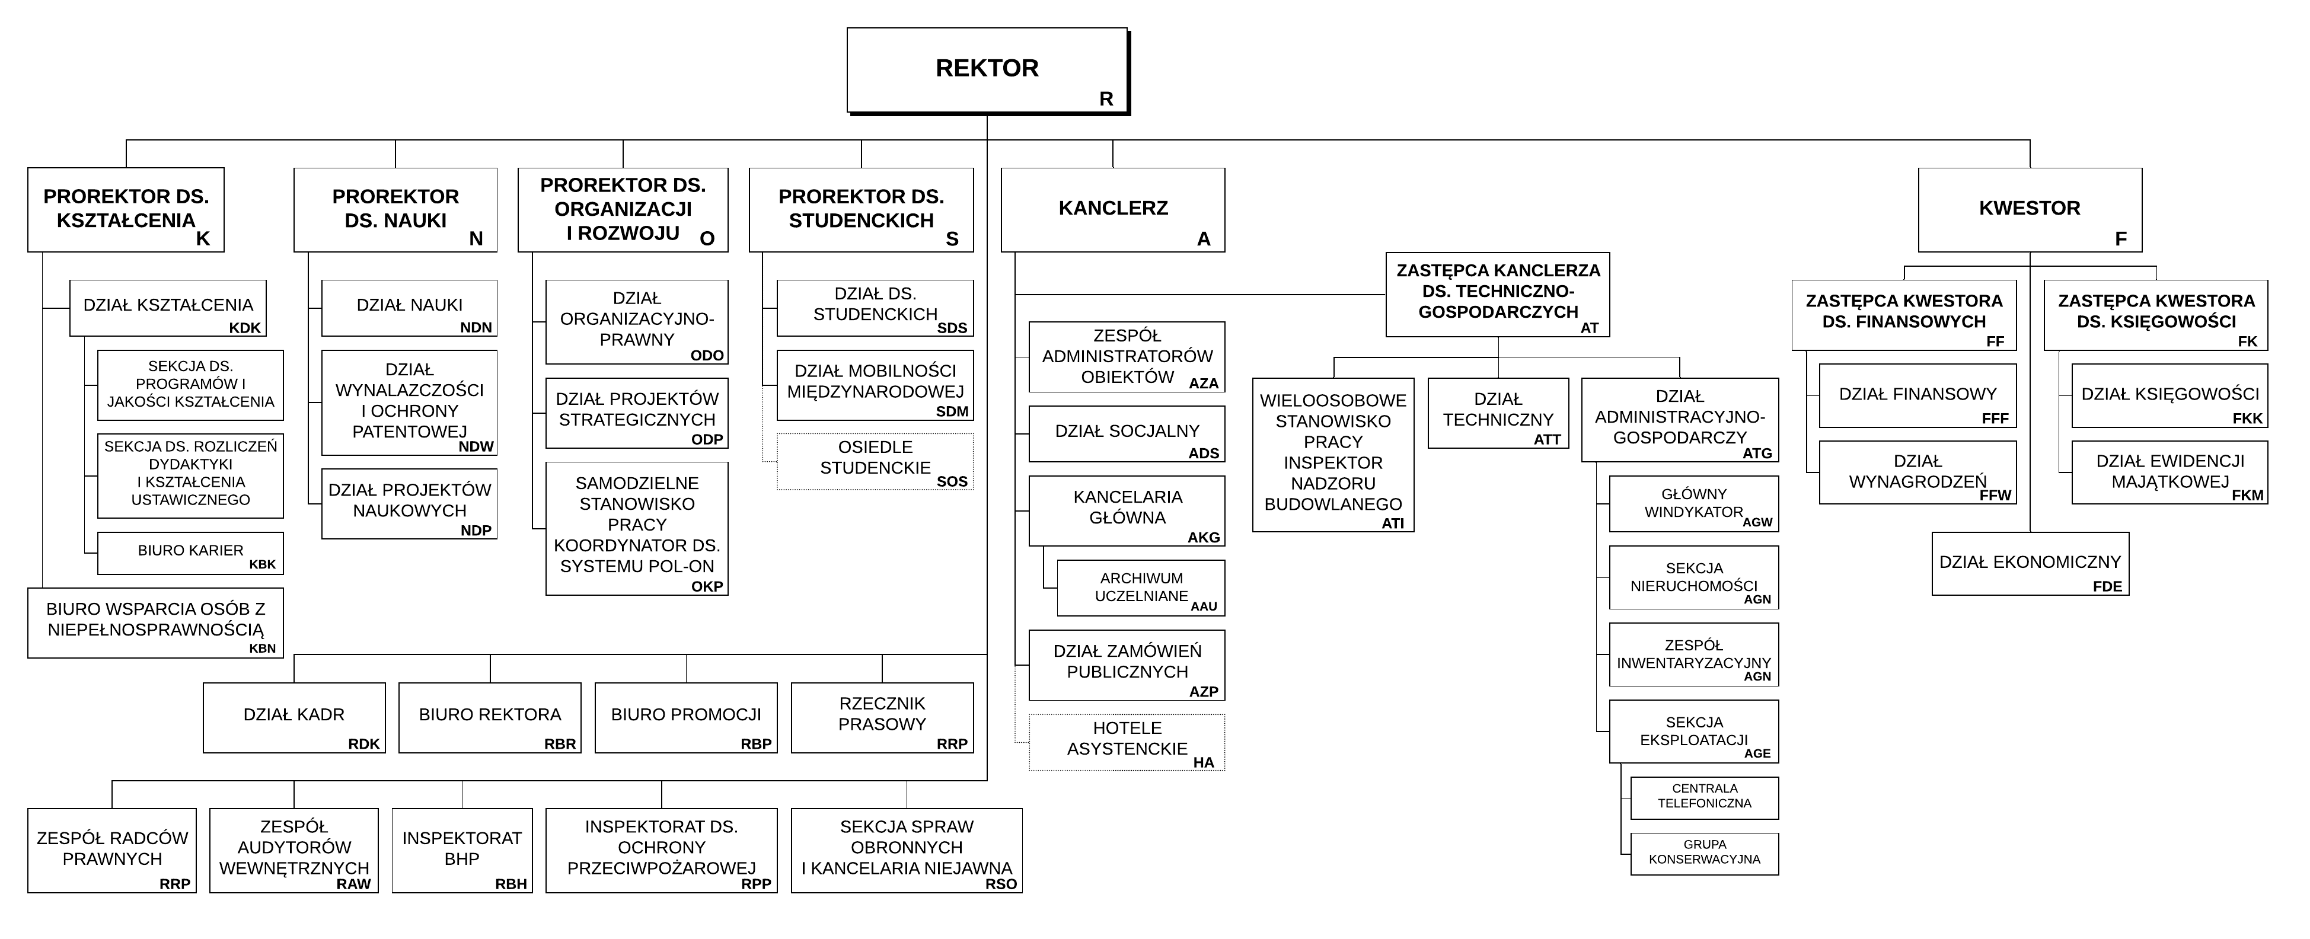 REKTOR
R
PROREKTOR DS.
KSZTAŁCENIA
K
PROREKTOR
DS. NAUKI
N
PROREKTOR DS.
ORGANIZACJI
I ROZWOJU
O
PROREKTOR DS.
STUDENCKICH
S
KANCLERZ
A
KWESTOR
F
DZIAŁ KSZTAŁCENIA
KDK
SEKCJA DS.
PROGRAMÓW I
JAKOŚCI KSZTAŁCENIA
SEKCJA DS. ROZLICZEŃ
DYDAKTYKI
I KSZTAŁCENIA
USTAWICZNEGO
BIURO KARIER
KBK
BIURO WSPARCIA OSÓB Z
NIEPEŁNOSPRAWNOŚCIĄ
KBN
DZIAŁ NAUKI
NDN
DZIAŁ
WYNALAZCZOŚCI
I OCHRONY
PATENTOWEJ
NDW
DZIAŁ PROJEKTÓW
NAUKOWYCH
NDP
DZIAŁ
ORGANIZACYJNO-
PRAWNY
ODO
DZIAŁ PROJEKTÓW
STRATEGICZNYCH
ODP
SAMODZIELNE
STANOWISKO
PRACY
KOORDYNATOR DS.
SYSTEMU POL-ON
OKP
DZIAŁ DS.
STUDENCKICH
SDS
DZIAŁ MOBILNOŚCI
MIĘDZYNARODOWEJ
SDM
OSIEDLE
STUDENCKIE
SOS
ZESPÓŁ
ADMINISTRATORÓW
OBIEKTÓW
AZA
DZIAŁ SOCJALNY
ADS
KANCELARIA
GŁÓWNA
AKG
ARCHIWUM
UCZELNIANE
AAU
DZIAŁ ZAMÓWIEŃ
PUBLICZNYCH
AZP
HOTELE
ASYSTENCKIE
HA
ZASTĘPCA KANCLERZA
DS. TECHNICZNO-
GOSPODARCZYCH
AT
WIELOOSOBOWE
STANOWISKO
PRACY
INSPEKTOR
NADZORU
BUDOWLANEGO
ATI
DZIAŁ
TECHNICZNY
ATT
DZIAŁ
ADMINISTRACYJNO-
GOSPODARCZY
ATG
GŁÓWNY
WINDYKATOR
AGW
SEKCJA
NIERUCHOMOŚCI
AGN
ZESPÓŁ
INWENTARYZACYJNY
AGN
SEKCJA
EKSPLOATACJI
AGE
CENTRALA
TELEFONICZNA
GRUPA
KONSERWACYJNA
ZASTĘPCA KWESTORA
DS. FINANSOWYCH
FF
DZIAŁ FINANSOWY
FFF
DZIAŁ
WYNAGRODZEŃ
FFW
ZASTĘPCA KWESTORA
DS. KSIĘGOWOŚCI
FK
DZIAŁ KSIĘGOWOŚCI
FKK
DZIAŁ EWIDENCJI
MAJĄTKOWEJ
FKM
DZIAŁ EKONOMICZNY
FDE
DZIAŁ KADR
RDK
BIURO REKTORA
RBR
BIURO PROMOCJI
RBP
RZECZNIK
PRASOWY
RRP
ZESPÓŁ RADCÓW
PRAWNYCH
RRP
ZESPÓŁ
AUDYTORÓW
WEWNĘTRZNYCH
RAW
INSPEKTORAT
BHP
RBH
INSPEKTORAT DS.
OCHRONY
PRZECIWPOŻAROWEJ
RPP
SEKCJA SPRAW
OBRONNYCH
I KANCELARIA NIEJAWNA
RSO